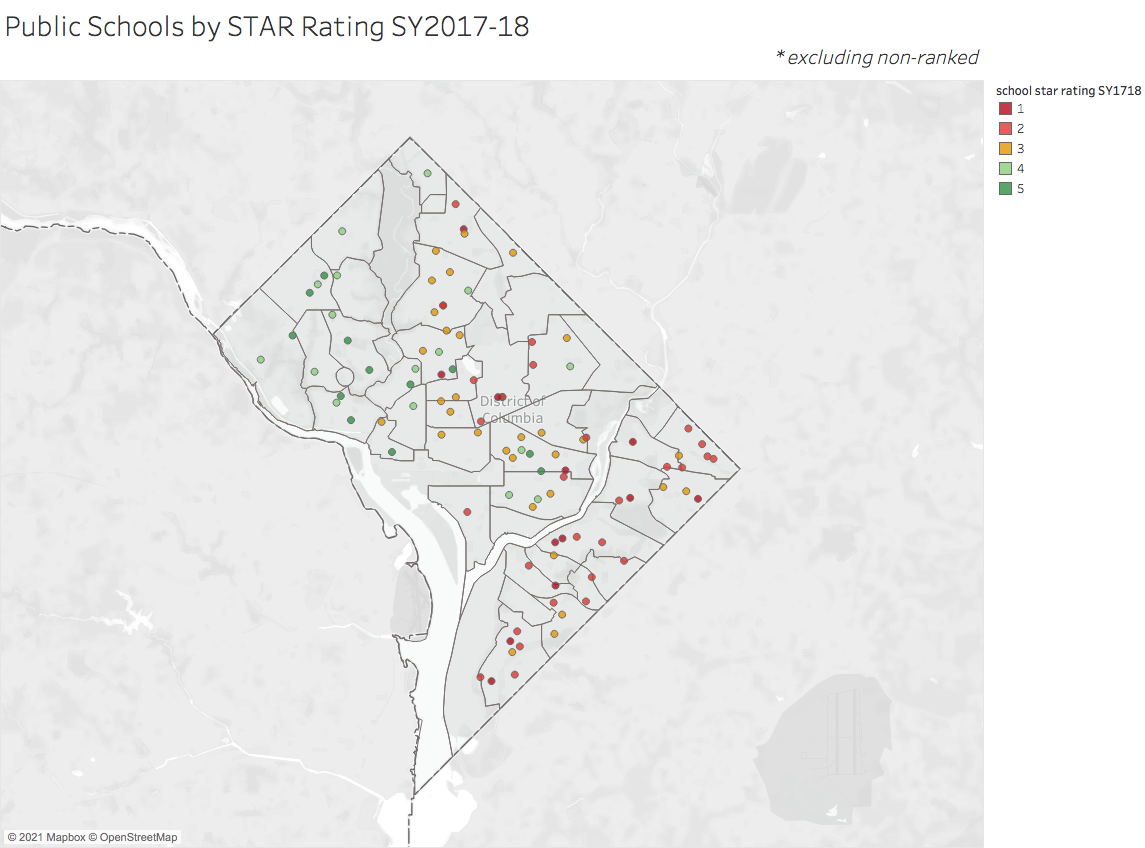 Public Schools by STAR Rating SY2017-18
* excluding non-ranked
school star rating SY1718
1
2
3
4
5
District of
Columbia
© 2021 Mapbox © OpenStreetMap